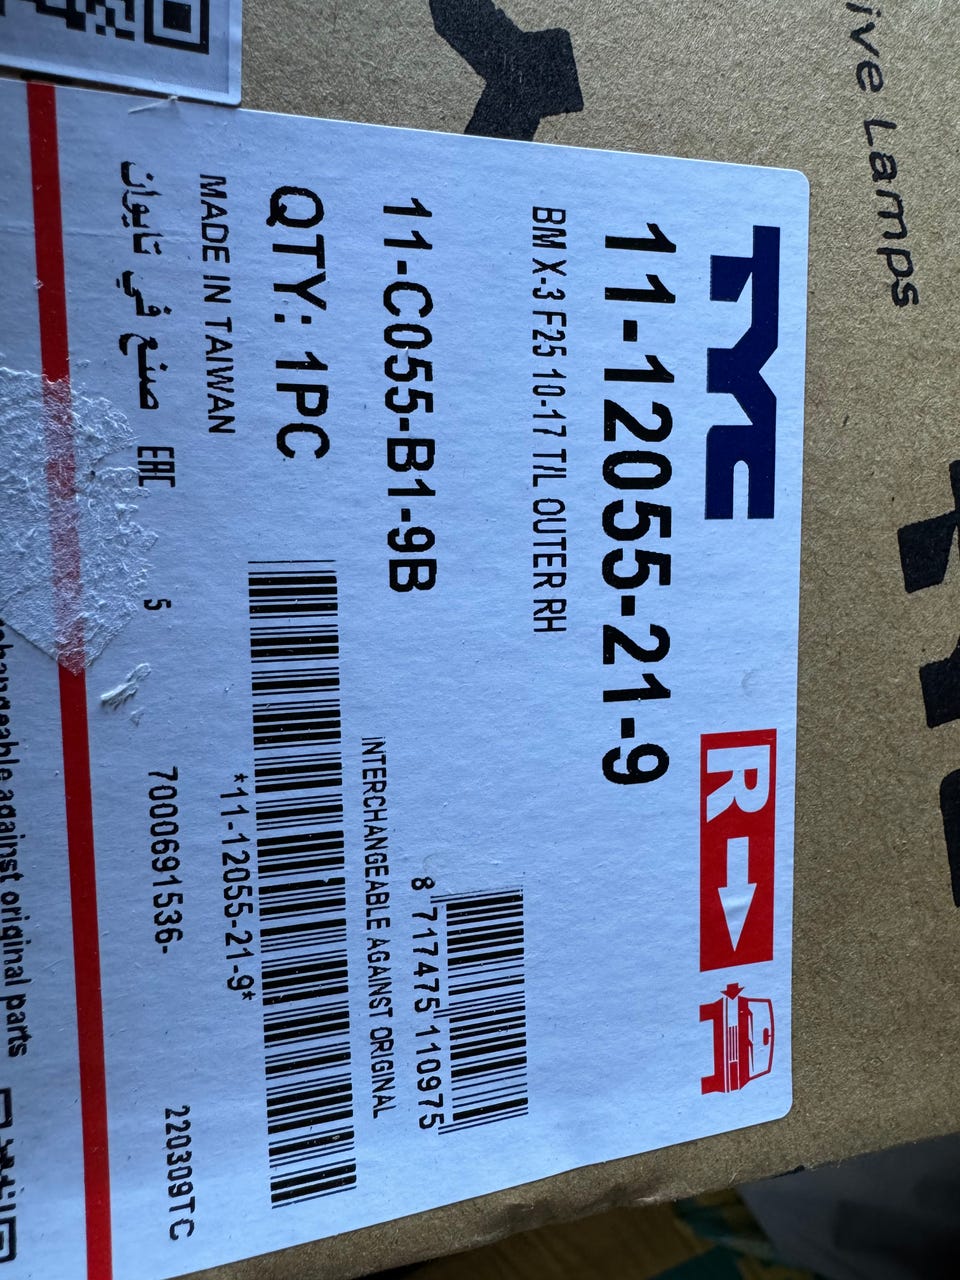 ive Lamps
TYC
R
11-12055-21-9
BM X-3 F25 10-17 T/L OUTER RH
11-C055-B1-9B
8 717475 110975
INTERCHANGEABLE AGAINST ORIGINAL
QTY: 1PC
*11-12055-21-9*
MADE IN TAIWAN
صنع في تايوان
EAC 5
7000691536-
220309TC
changeable against original parts